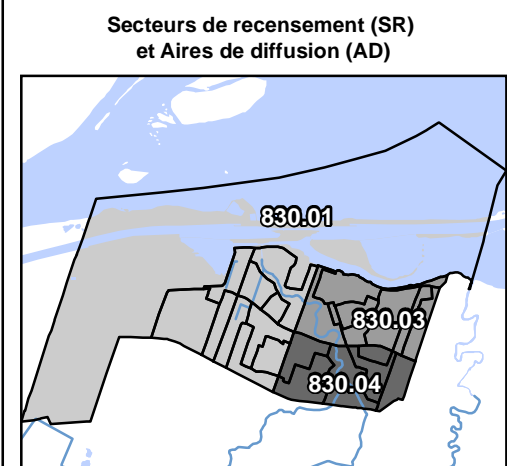 Secteurs de recensement (SR)
et Aires de diffusion (AD)
830.01
830.03
830.04